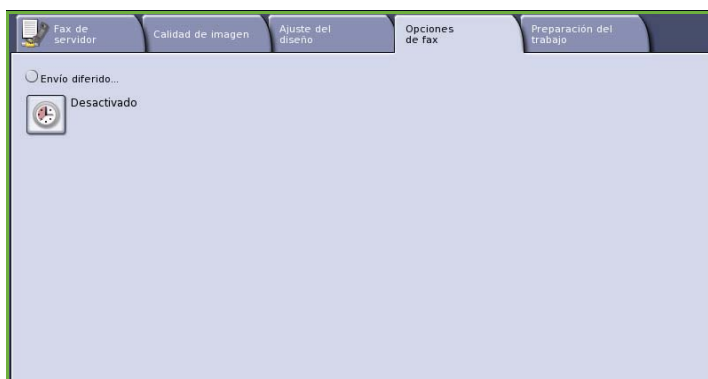 Fax de
servidor
Calidad de imagen
Ajuste del
diseño
Opciones
de fax
Preparación del
trabajo
Envío diferido...
Desactivado